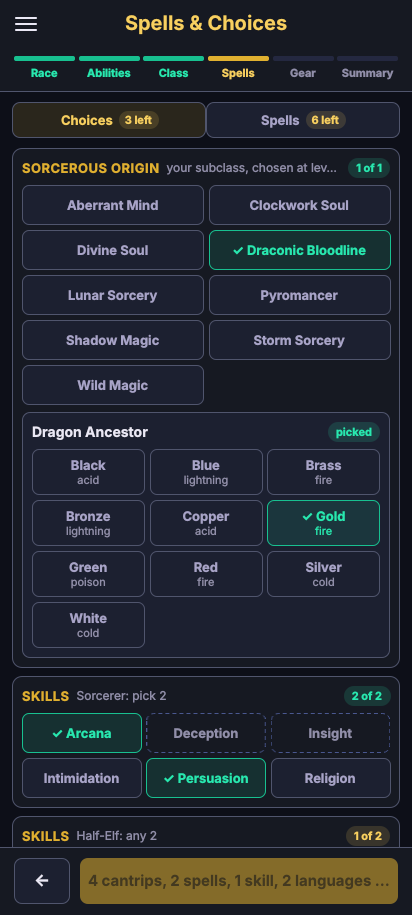 Spells & Choices
Race Abilities Class Spells Gear Summary
Choices 3 left Spells 6 left
SORCEROUS ORIGIN your subclass, chosen at lev... 1 of 1
Aberrant Mind Clockwork Soul
Divine Soul ✓ Draconic Bloodline
Lunar Sorcery Pyromancer
Shadow Magic Storm Sorcery
Wild Magic
Dragon Ancestor picked
Black Blue Brass
acid lightning fire
Bronze Copper ✓ Gold
lightning acid fire
Green Red Silver
poison fire cold
White
cold
SKILLS Sorcerer: pick 2 2 of 2
✓ Arcana Deception Insight
Intimidation ✓ Persuasion Religion
SKILLS Half-Elf: any 2 1 of 2
← 4 cantrips, 2 spells, 1 skill, 2 languages ...